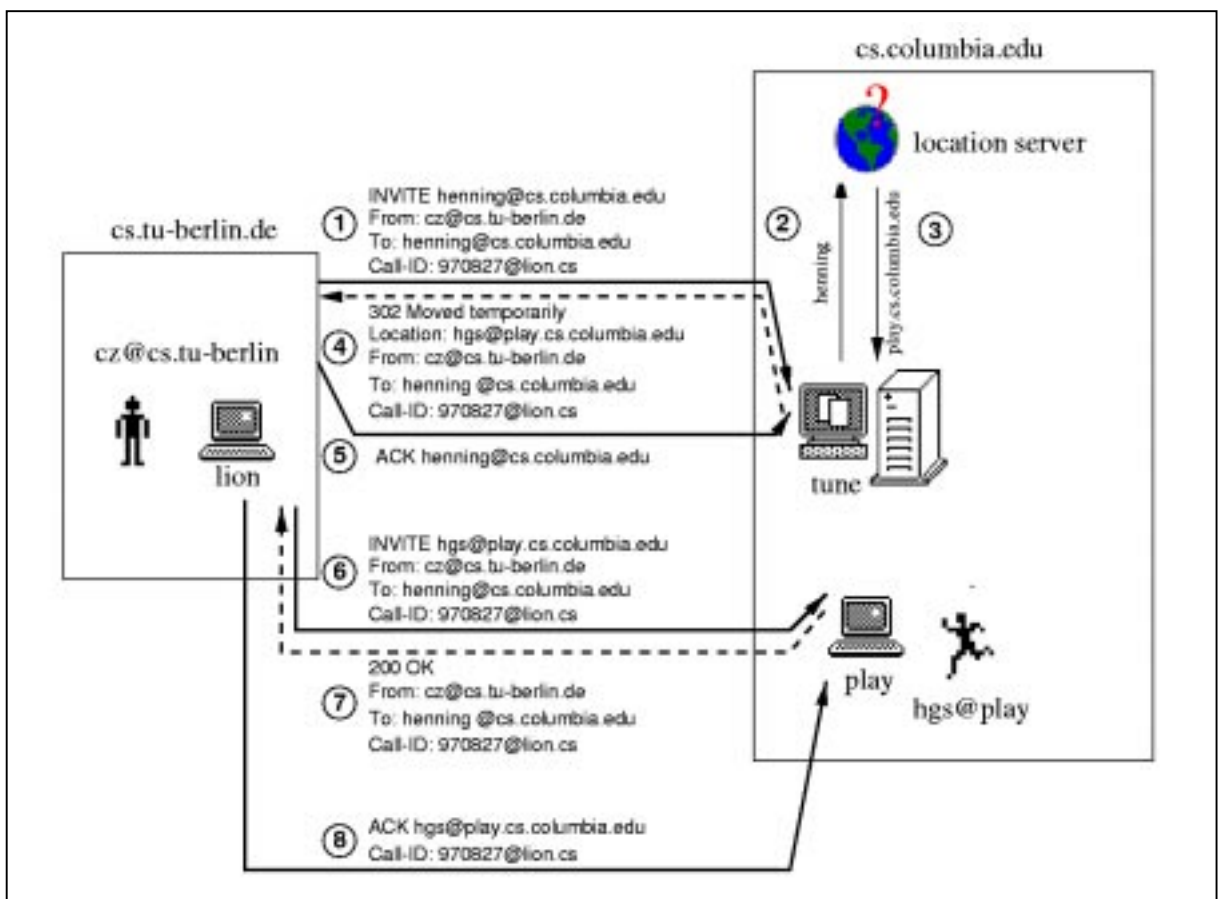 cs.columbia.edu
?
location server
1
INVITE henning@cs.columbia.edu
From: cz@cs.tu-berlin.de
To: henning@cs.columbia.edu
Call-ID: 970827@lion.cs
2
henning
play.cs.columbia.edu
3
cs.tu-berlin.de
cz@cs.tu-berlin
lion
4
302 Moved temporarily
Location: hgs@play.cs.columbia.edu
From: cz@cs.tu-berlin.de
To: henning @cs.columbia.edu
Call-ID: 970827@lion.cs
5
ACK henning@cs.columbia.edu
tune
6
INVITE hgs@play.cs.columbia.edu
From: cz@cs.tu-berlin.de
To: henning@cs.columbia.edu
Call-ID: 970827@lion.cs
play
hgs@play
7
200 OK
From: cz@cs.tu-berlin.de
To: henning @cs.columbia.edu
Call-ID: 970827@lion.cs
8
ACK hgs@play.cs.columbia.edu
Call-ID: 970827@lion.cs